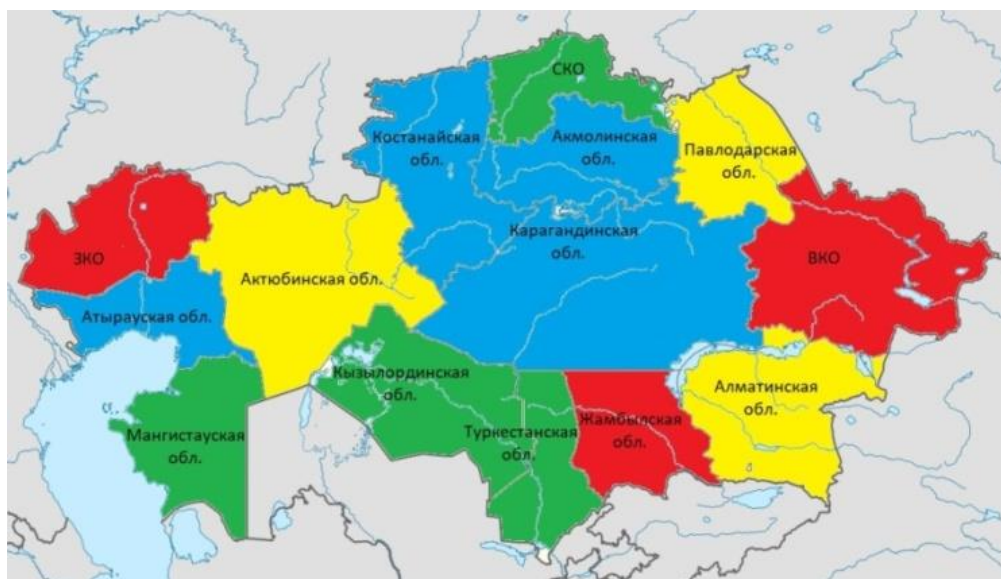 СКО
Костанайская
обл.
Акмолинская
обл.
Павлодарская
обл.
ЗКО
Карагандинская
обл.
ВКО
Актюбинская обл.
Атырауская обл.
Кызылординская
обл.
Алматинская
обл.
Мангистауская
обл.
Туркестанская
обл.
Жамбылская
обл.